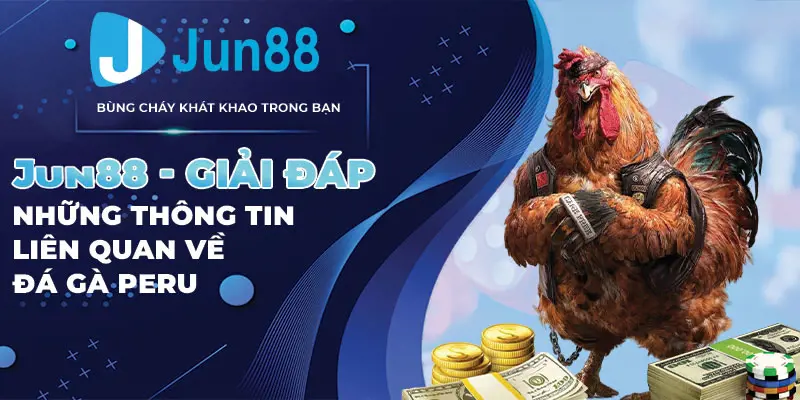 Jun88
BÙNG CHÁY KHÁT KHAO TRONG BẠN
Jun88 - GIẢI ĐÁP
NHỮNG THÔNG TIN
LIÊN QUAN VỀ
ĐÁ GÀ PERU